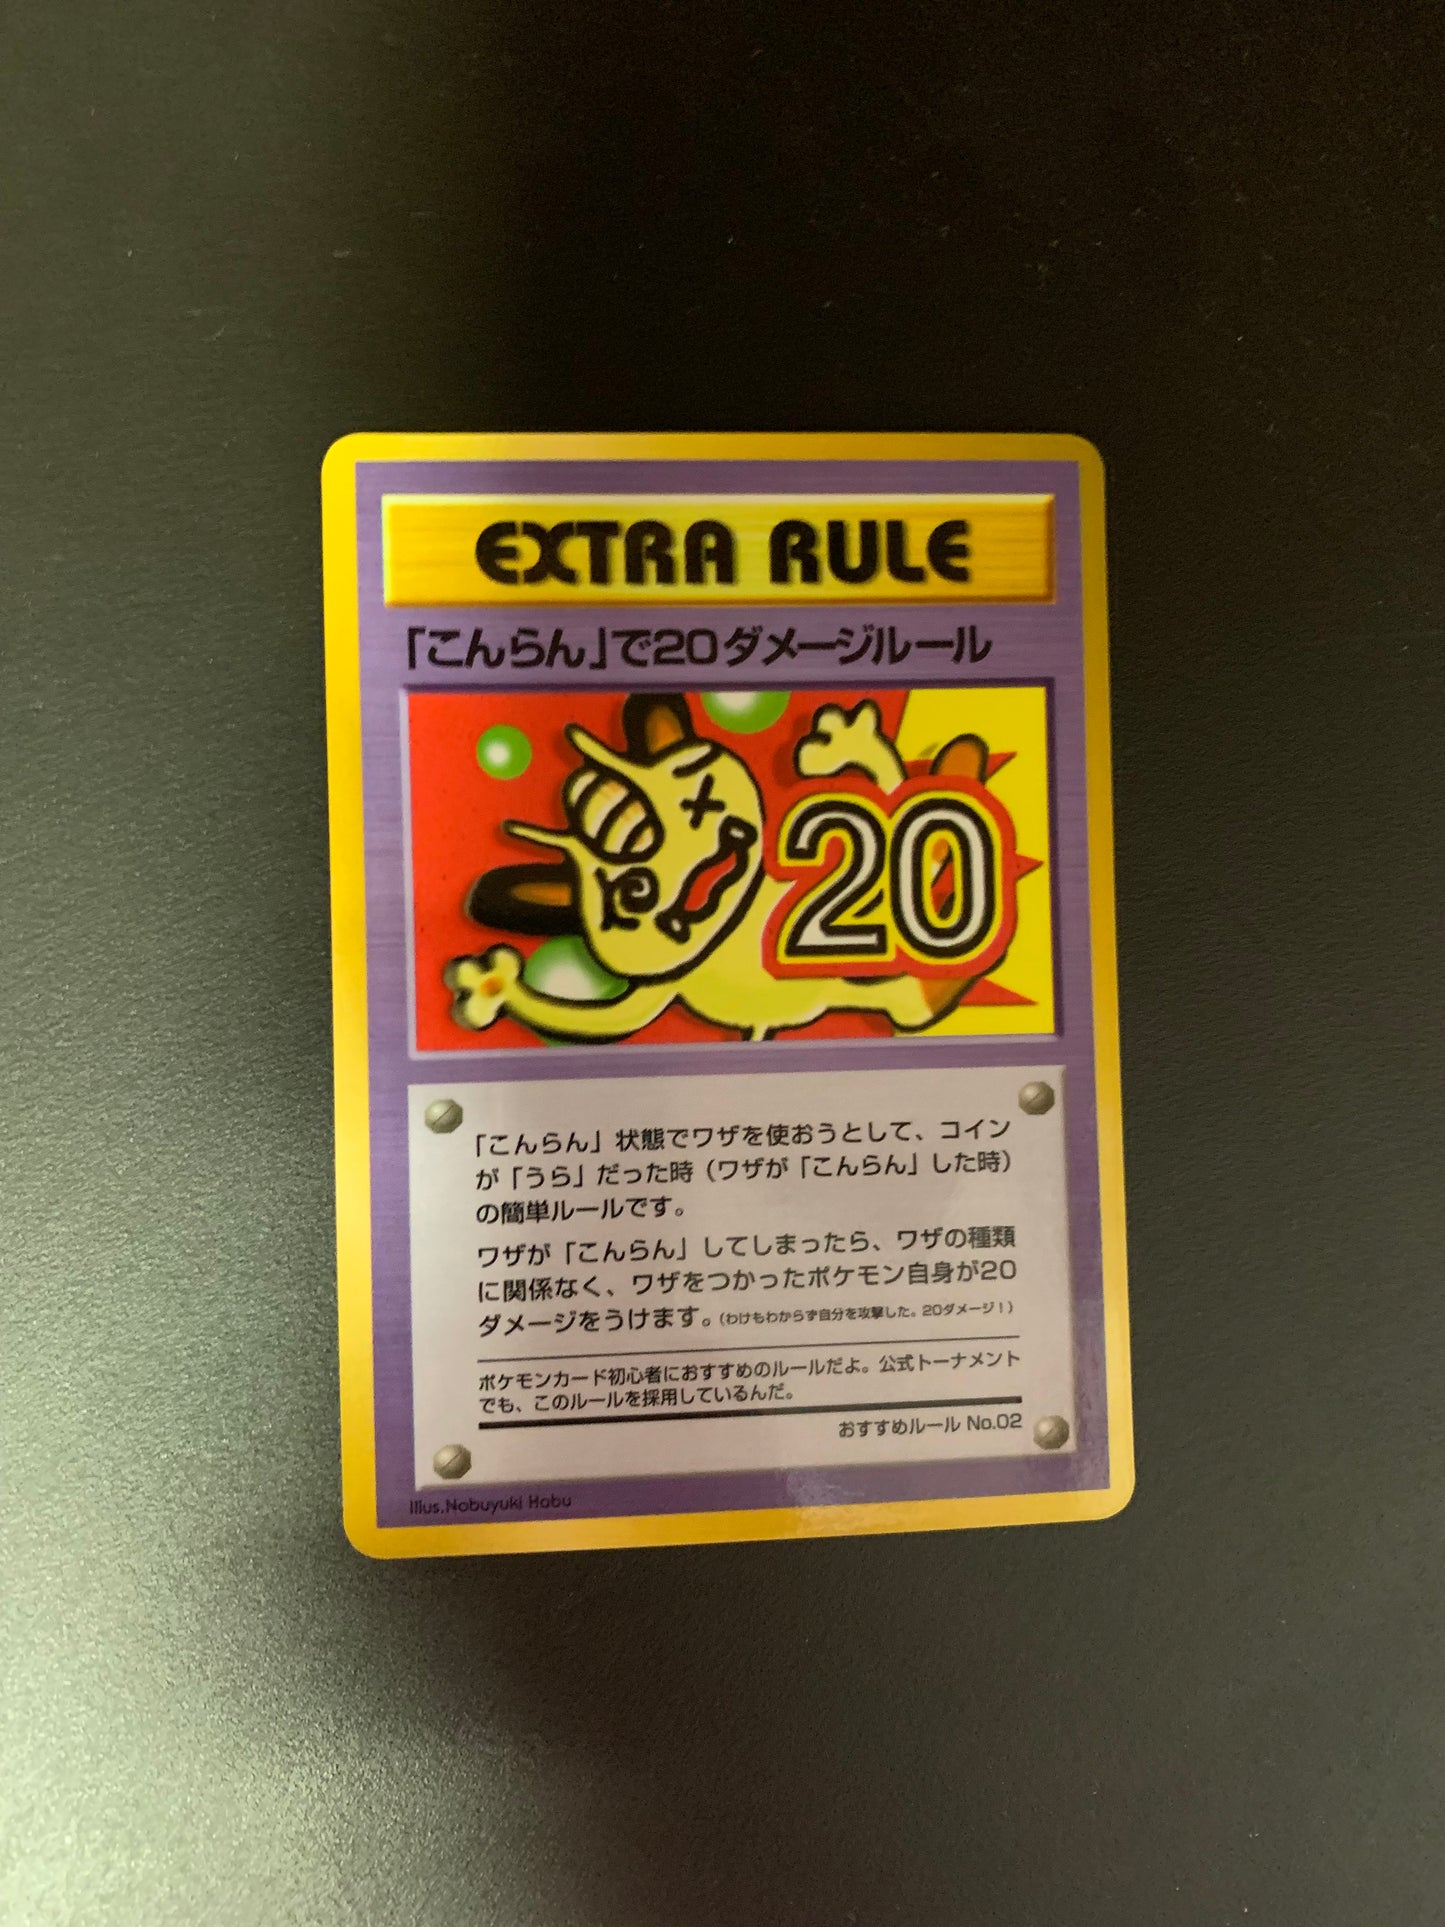 EXTRA RULE
「こんらん」で20ダメージルール
20
「こんらん」状態でワザを使おうとして、コイン
が「うら」だった時（ワザが「こんらん」した時）
の簡単ルールです。
ワザが「こんらん」してしまったら、ワザの種類
に関係なく、ワザをつかったポケモン自身が20
ダメージをうけます。（わけもわからず自分を攻撃した。20ダメージ！）
ポケモンカード初心者におすすめのルールだよ。公式トーナメント
でも、このルールを採用しているんだ。
おすすめルール No.02
Illus.Nobuyuki Habu